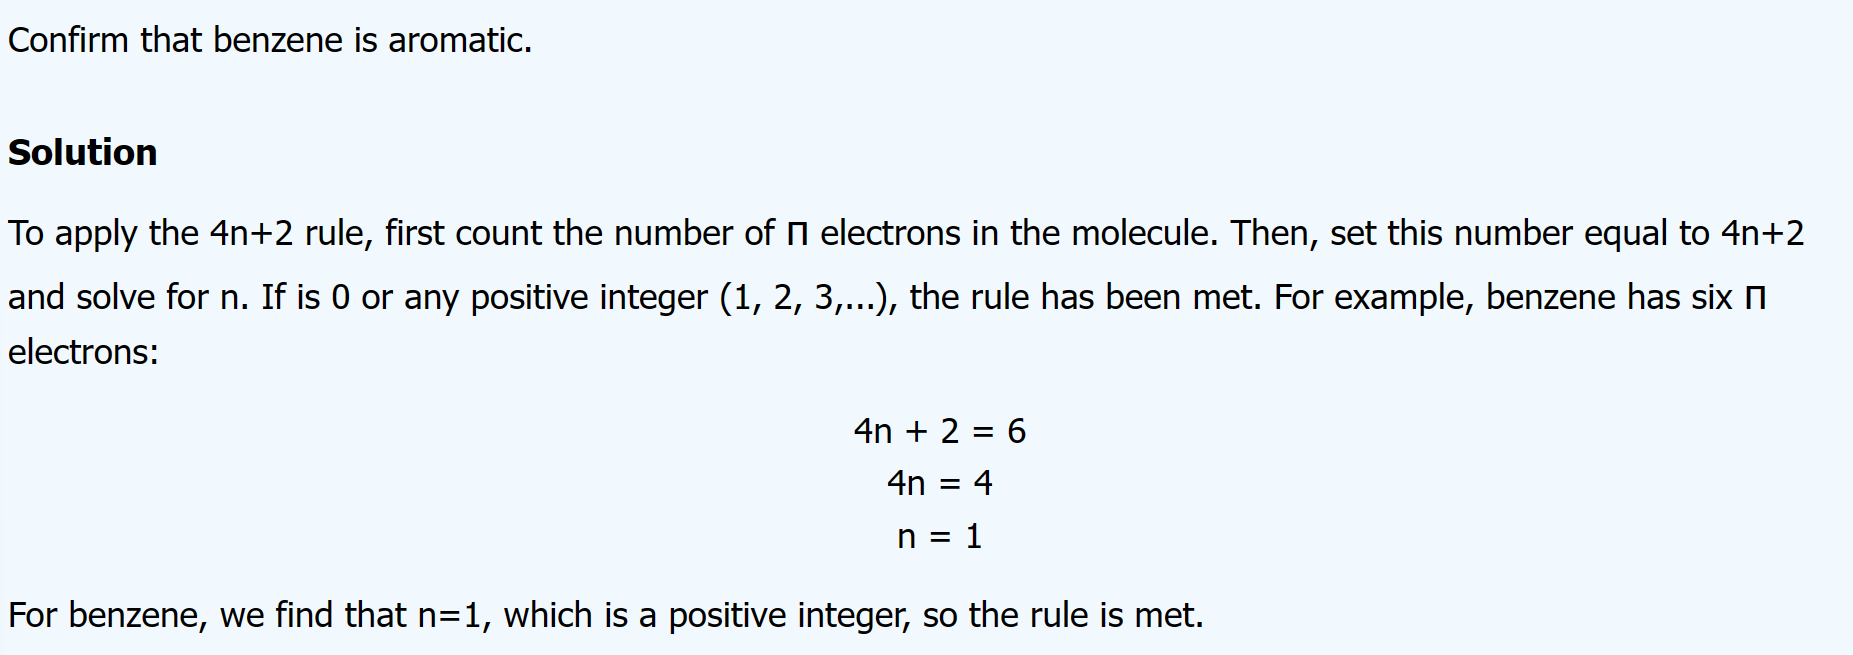 Confirm that benzene is aromatic.
Solution
To apply the 4n+2 rule, first count the number of Π electrons in the molecule. Then, set this number equal to 4n+2
and solve for n. If is 0 or any positive integer (1, 2, 3,...), the rule has been met. For example, benzene has six Π
electrons:
4n + 2 = 6
4n = 4
n = 1
For benzene, we find that n=1, which is a positive integer, so the rule is met.